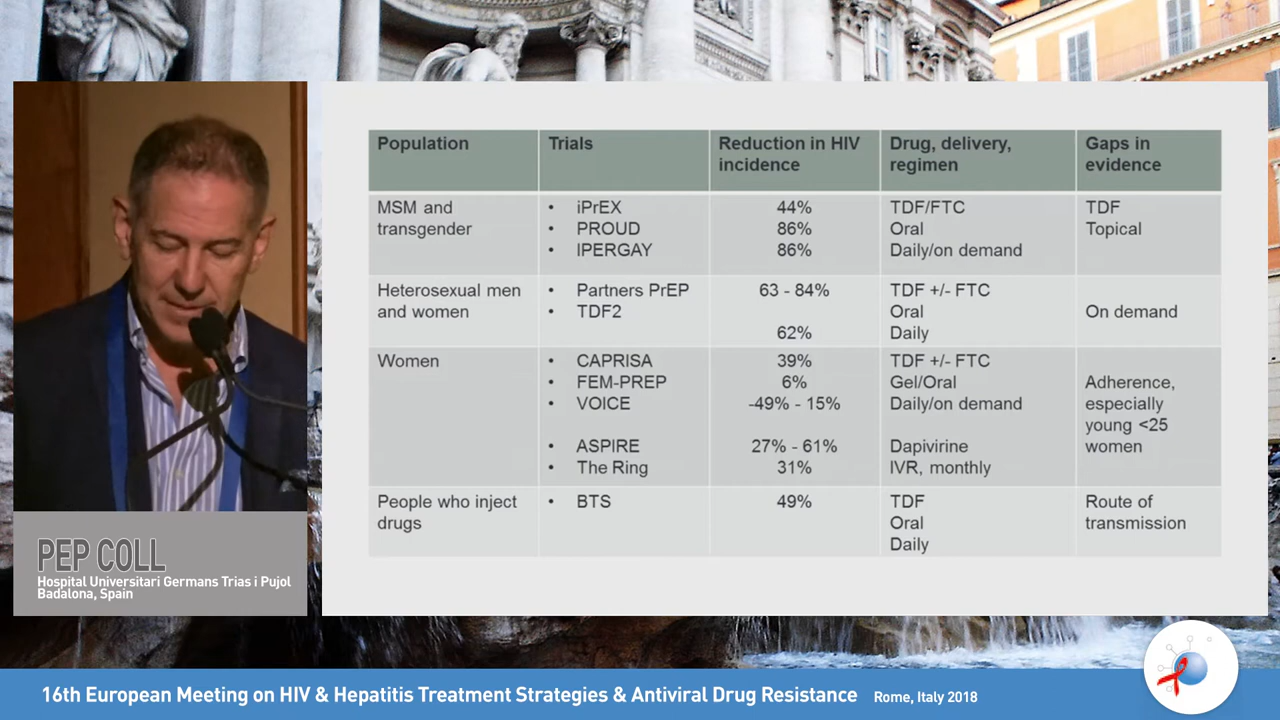 Population Trials Reduction in HIV incidence Drug, delivery, regimen Gaps in evidence
MSM and transgender
• iPrEX
• PROUD
• IPERGAY
44%
86%
86%
TDF/FTC
Oral
Daily/on demand
TDF
Topical
Heterosexual men and women
• Partners PrEP
• TDF2
63 - 84%
62%
TDF +/- FTC
Oral
Daily
On demand
Women
• CAPRISA
• FEM-PREP
• VOICE
• ASPIRE
• The Ring
39%
6%
-49% - 15%
27% - 61%
31%
TDF +/- FTC
Gel/Oral
Daily/on demand
Dapivirine
IVR, monthly
Adherence,
especially
young <25
women
People who inject drugs
• BTS
49%
TDF
Oral
Daily
Route of
transmission
PEP COLL
Hospital Universitari Germans Trias i Pujol
Badalona, Spain
16th European Meeting on HIV & Hepatitis Treatment Strategies & Antiviral Drug Resistance Rome, Italy 2018